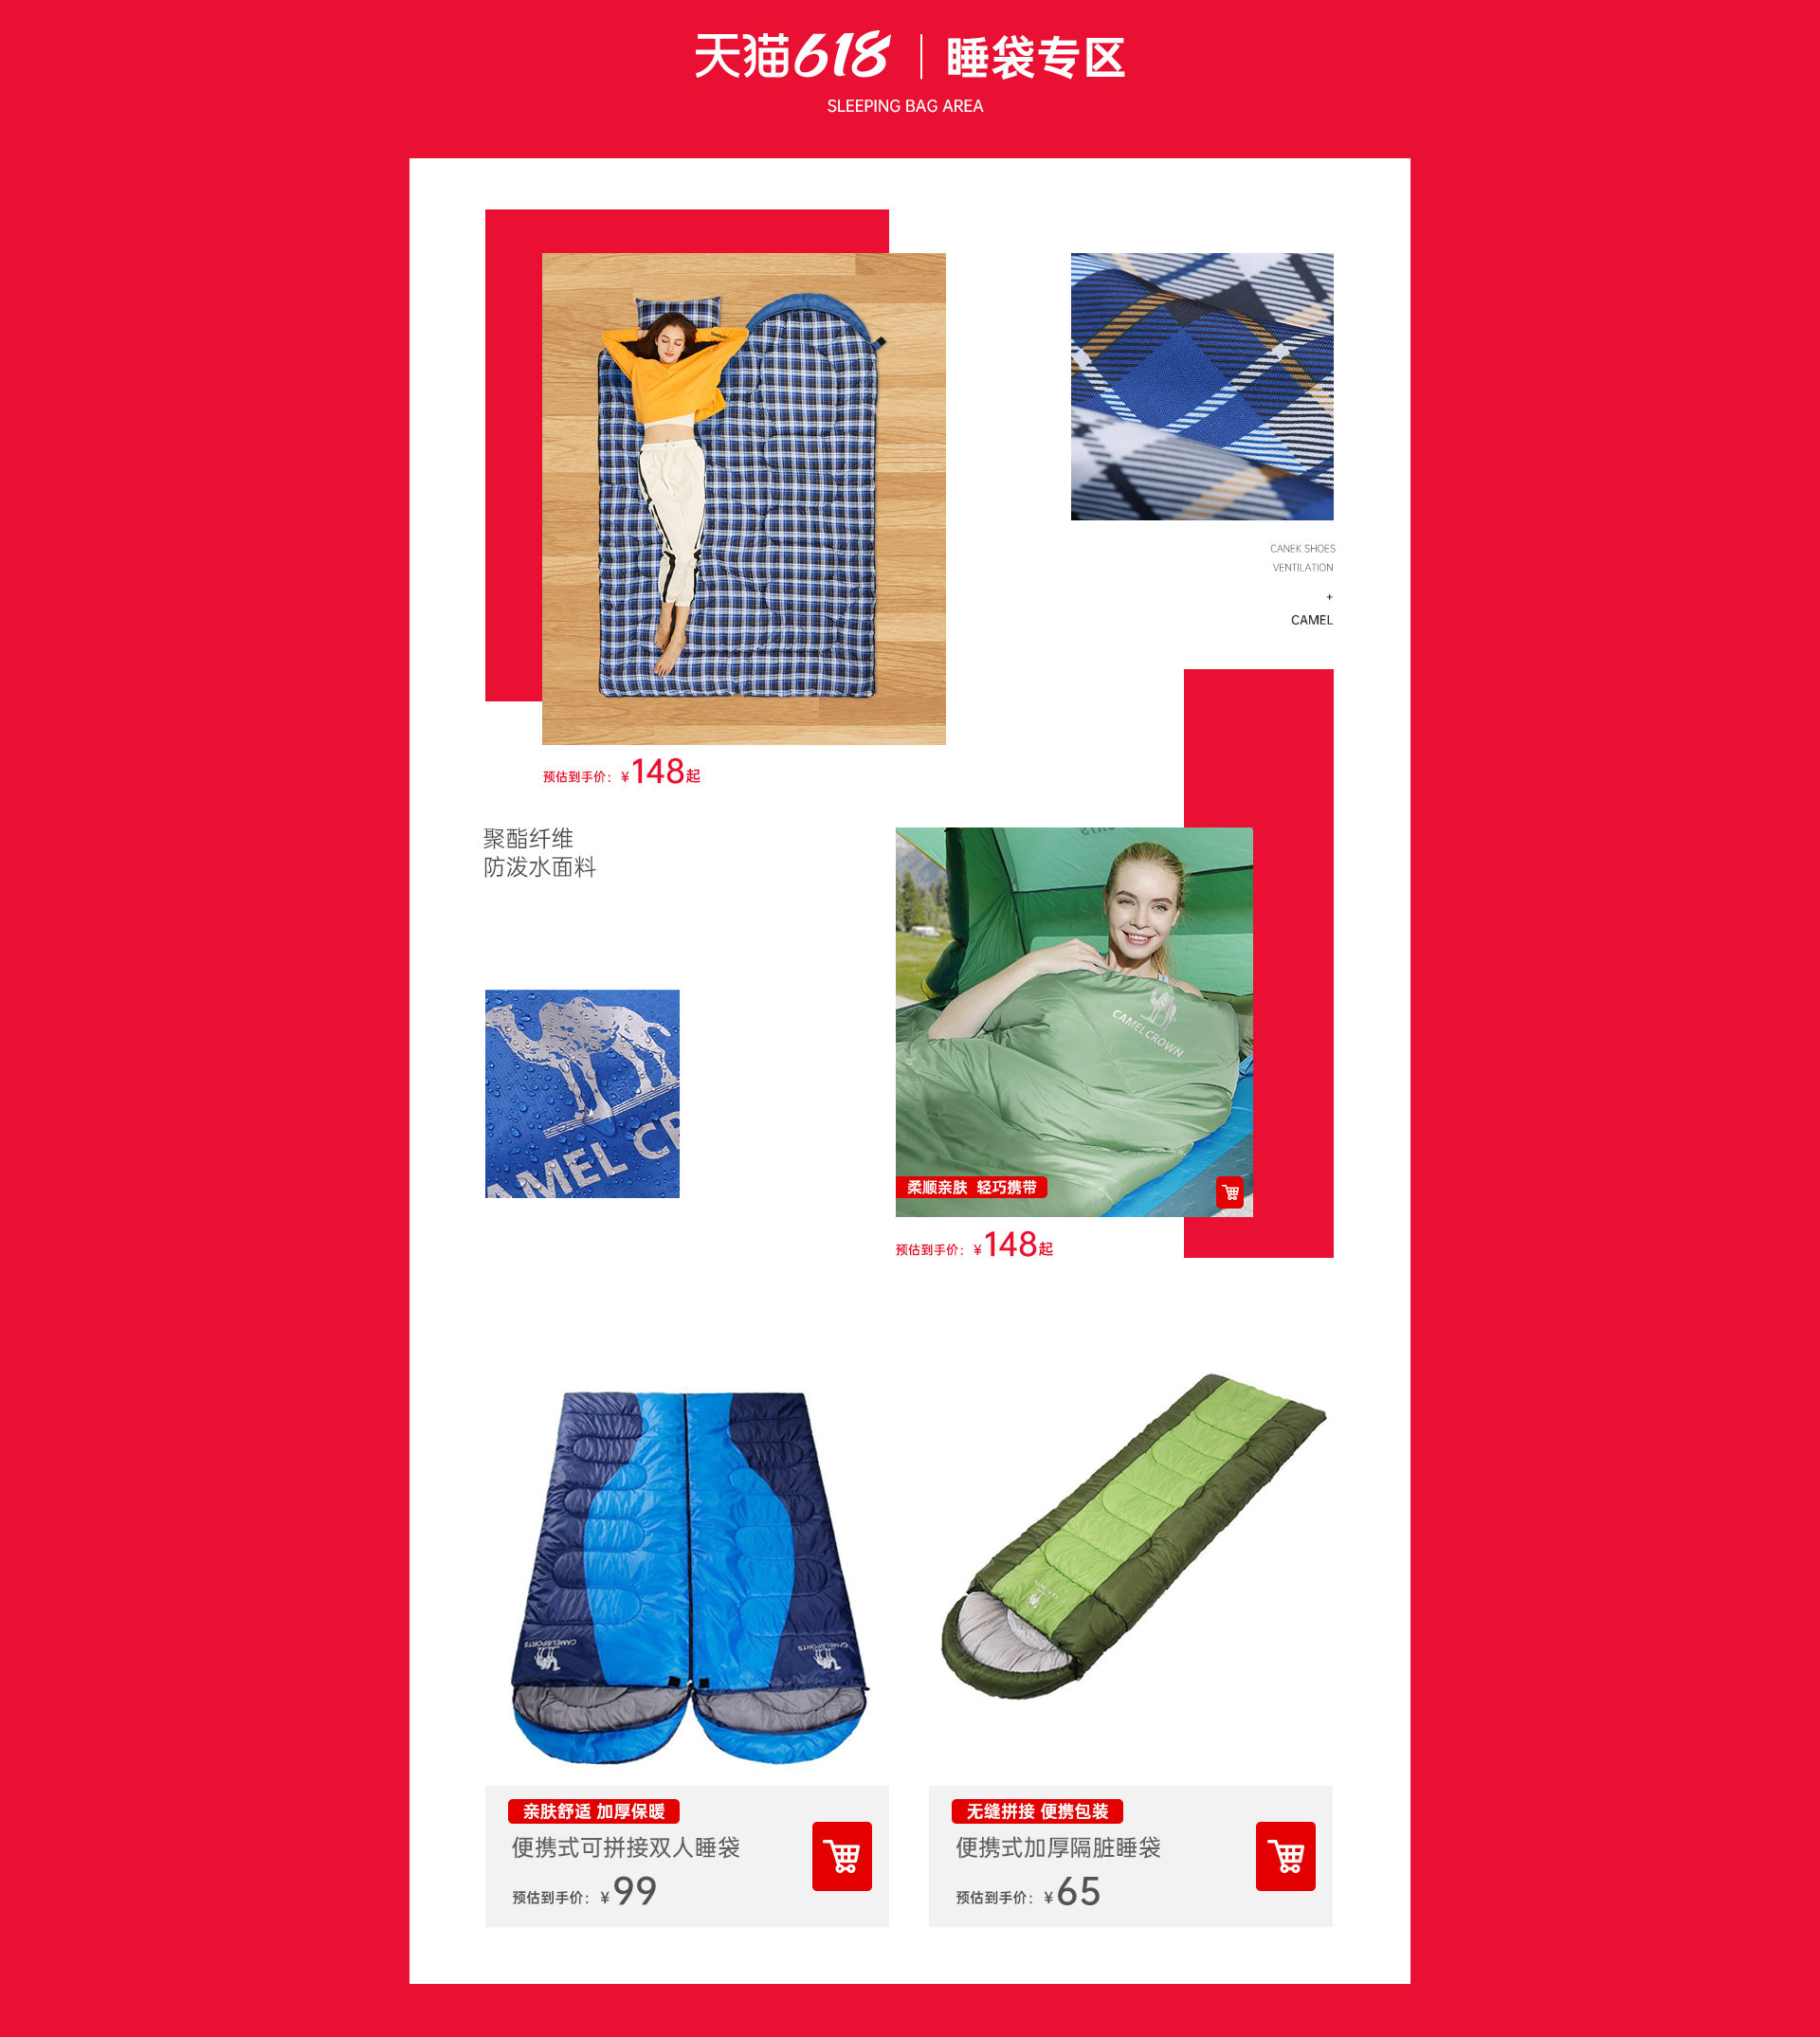 天猫618 | 睡袋专区
SLEEPING BAG AREA
CANEK SHOES
VENTILATION
+
CAMEL
预估到手价：¥148起
聚酯纤维
防泼水面料
CAMEL CROWN
AMEL CR
柔顺亲肤 轻巧携带
预估到手价：¥148起
CAMELSPORTS
CAMELSPORTS
亲肤舒适 加厚保暖
便携式可拼接双人睡袋
预估到手价：¥99
无缝拼接 便携包装
便携式加厚隔脏睡袋
预估到手价：¥65